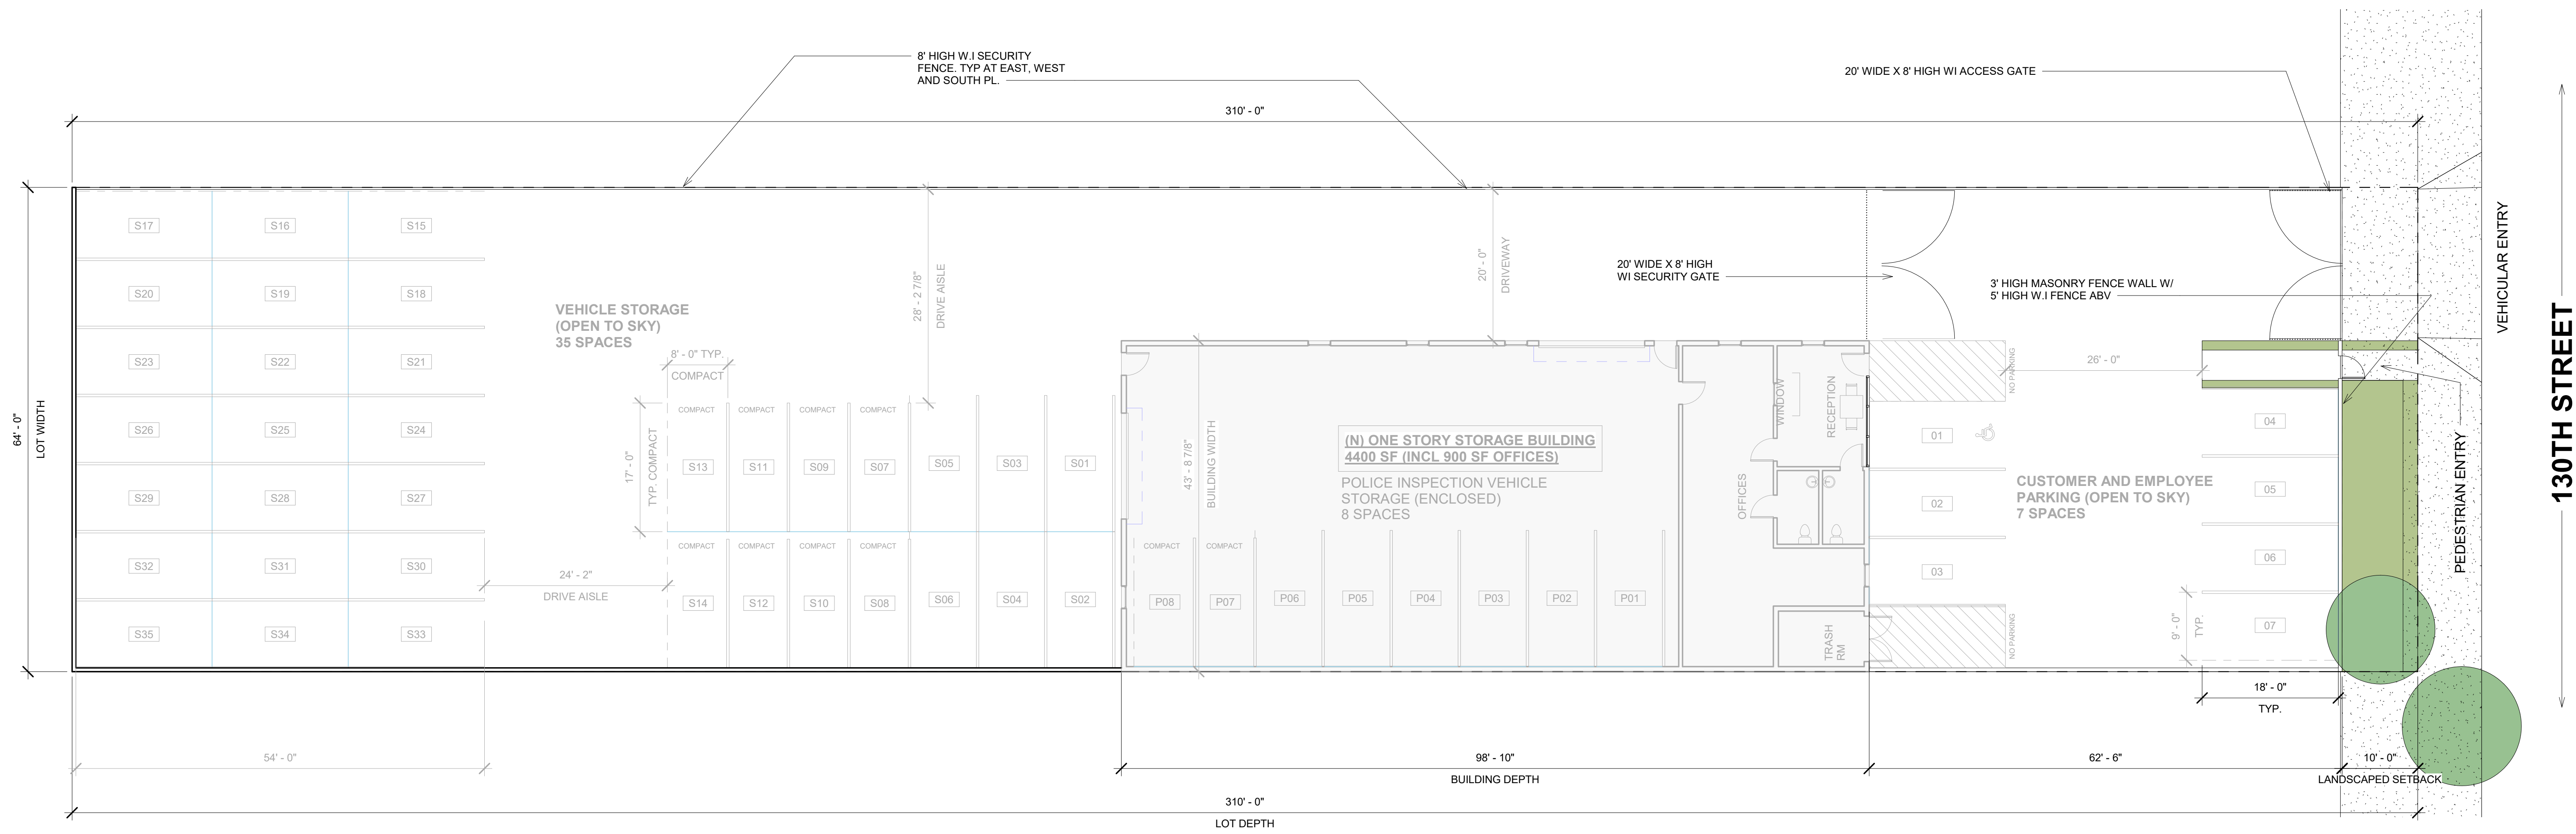 8' HIGH W.I SECURITY
FENCE. TYP AT EAST, WEST
AND SOUTH PL.
20' WIDE X 8' HIGH WI ACCESS GATE
310' - 0"
64' - 0"
LOT WIDTH
S17
S16
S15
S20
S19
S18
S23
S22
S21
S26
S25
S24
S29
S28
S27
S32
S31
S30
S35
S34
S33
VEHICLE STORAGE
(OPEN TO SKY)
35 SPACES
28' - 2 7/8"
DRIVE AISLE
8' - 0" TYP.
COMPACT
17' - 0"
TYP. COMPACT
COMPACT
COMPACT
COMPACT
COMPACT
S13
S11
S09
S07
S05
S03
S01
COMPACT
COMPACT
COMPACT
COMPACT
S14
S12
S10
S08
S06
S04
S02
24' - 2"
DRIVE AISLE
20' - 0"
DRIVEWAY
20' WIDE X 8' HIGH
WI SECURITY GATE
3' HIGH MASONRY FENCE WALL W/
5' HIGH W.I FENCE ABV
43' - 8 7/8"
BUILDING WIDTH
(N) ONE STORY STORAGE BUILDING
4400 SF (INCL 900 SF OFFICES)
POLICE INSPECTION VEHICLE
STORAGE (ENCLOSED)
8 SPACES
COMPACT
COMPACT
P08
P07
P06
P05
P04
P03
P02
P01
OFFICES
WINDOW
RECEPTION
TRASH
RM
NO PARKING
26' - 0"
01
02
03
NO PARKING
CUSTOMER AND EMPLOYEE
PARKING (OPEN TO SKY)
7 SPACES
04
05
06
07
9' - 0"
TYP.
18' - 0"
TYP.
VEHICULAR ENTRY
PEDESTRIAN ENTRY
130TH STREET
54' - 0"
98' - 10"
BUILDING DEPTH
62' - 6"
10' - 0"
LANDSCAPED SETBACK
310' - 0"
LOT DEPTH